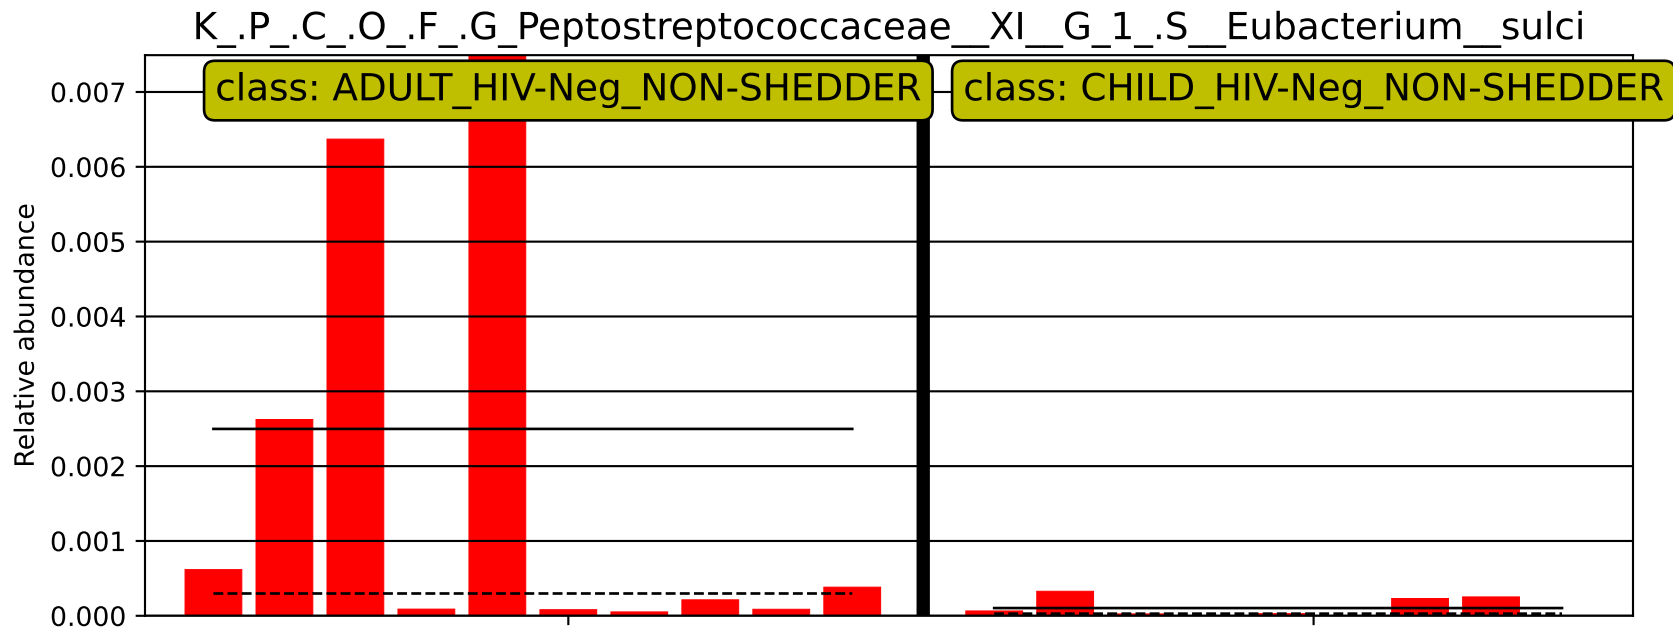 K_.P_.C_.O_.F_.G_Peptostreptococcaceae__XI__G_1_.S__Eubacterium__sulci
class: ADULT_HIV-Neg_NON-SHEDDER
class: CHILD_HIV-Neg_NON-SHEDDER
Relative abundance
0.007
0.006
0.005
0.004
0.003
0.002
0.001
0.000